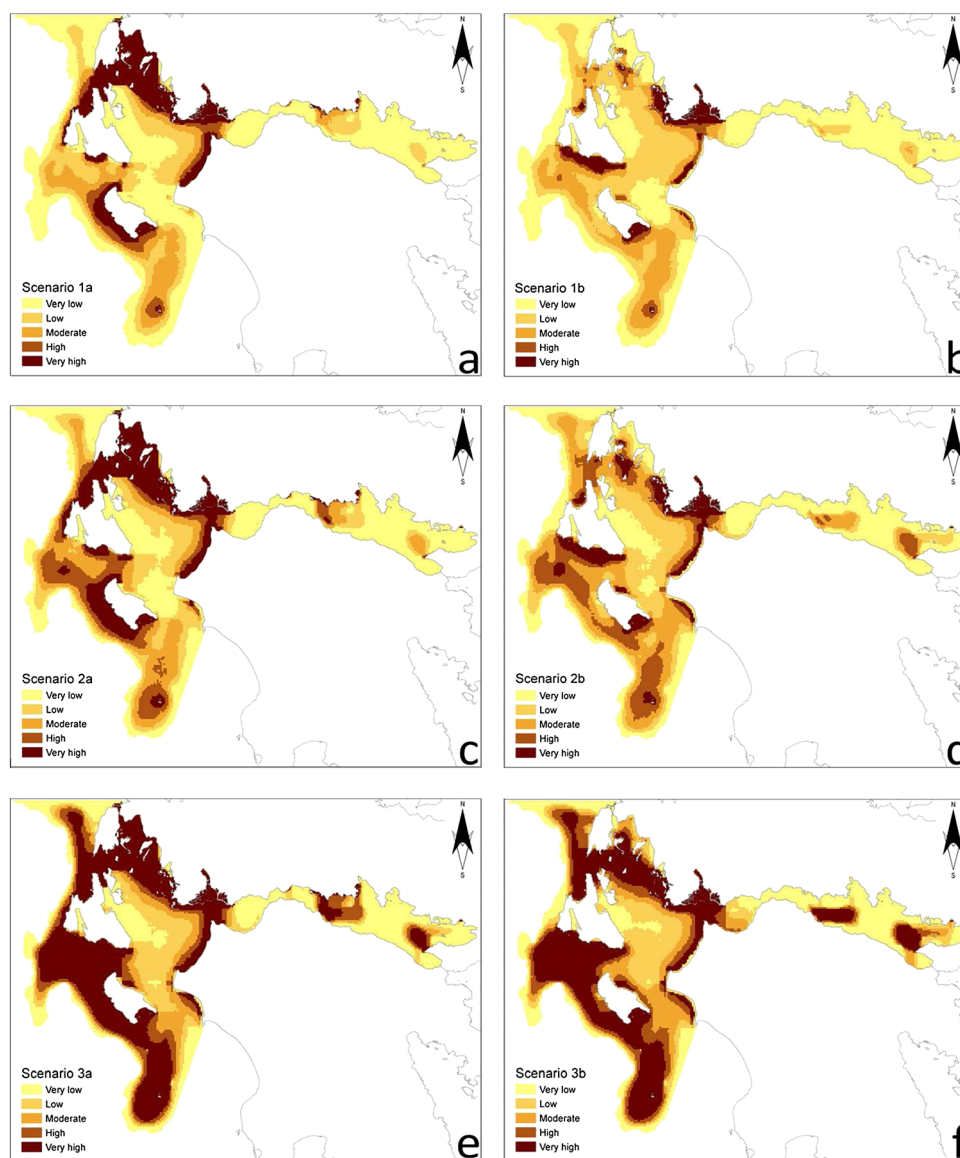 N
S
Scenario 1a
Very low
Low
Moderate
High
Very high
a
N
S
Scenario 1b
Very low
Low
Moderate
High
Very high
b
N
S
Scenario 2a
Very low
Low
Moderate
High
Very high
c
N
S
Scenario 2b
Very low
Low
Moderate
High
Very high
d
N
S
Scenario 3a
Very low
Low
Moderate
High
Very high
e
N
S
Scenario 3b
Very low
Low
Moderate
High
Very high
f